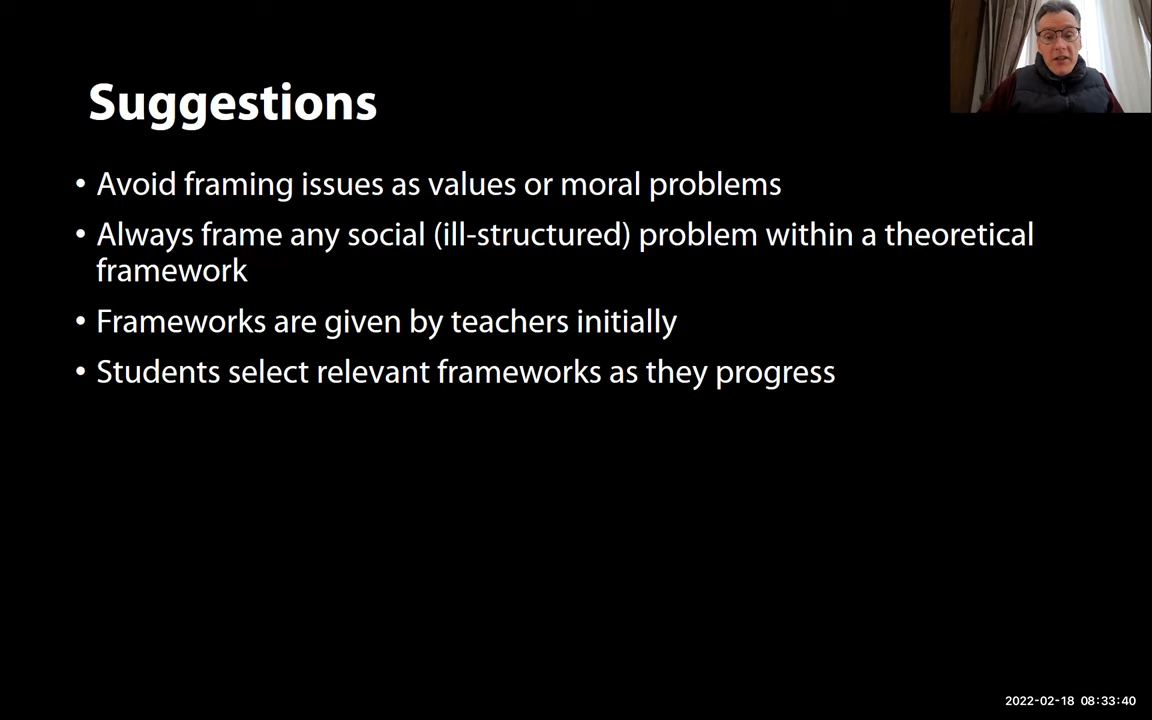 Suggestions
• Avoid framing issues as values or moral problems
• Always frame any social (ill-structured) problem within a theoretical
framework
• Frameworks are given by teachers initially
• Students select relevant frameworks as they progress
2022-02-18 08:33:40